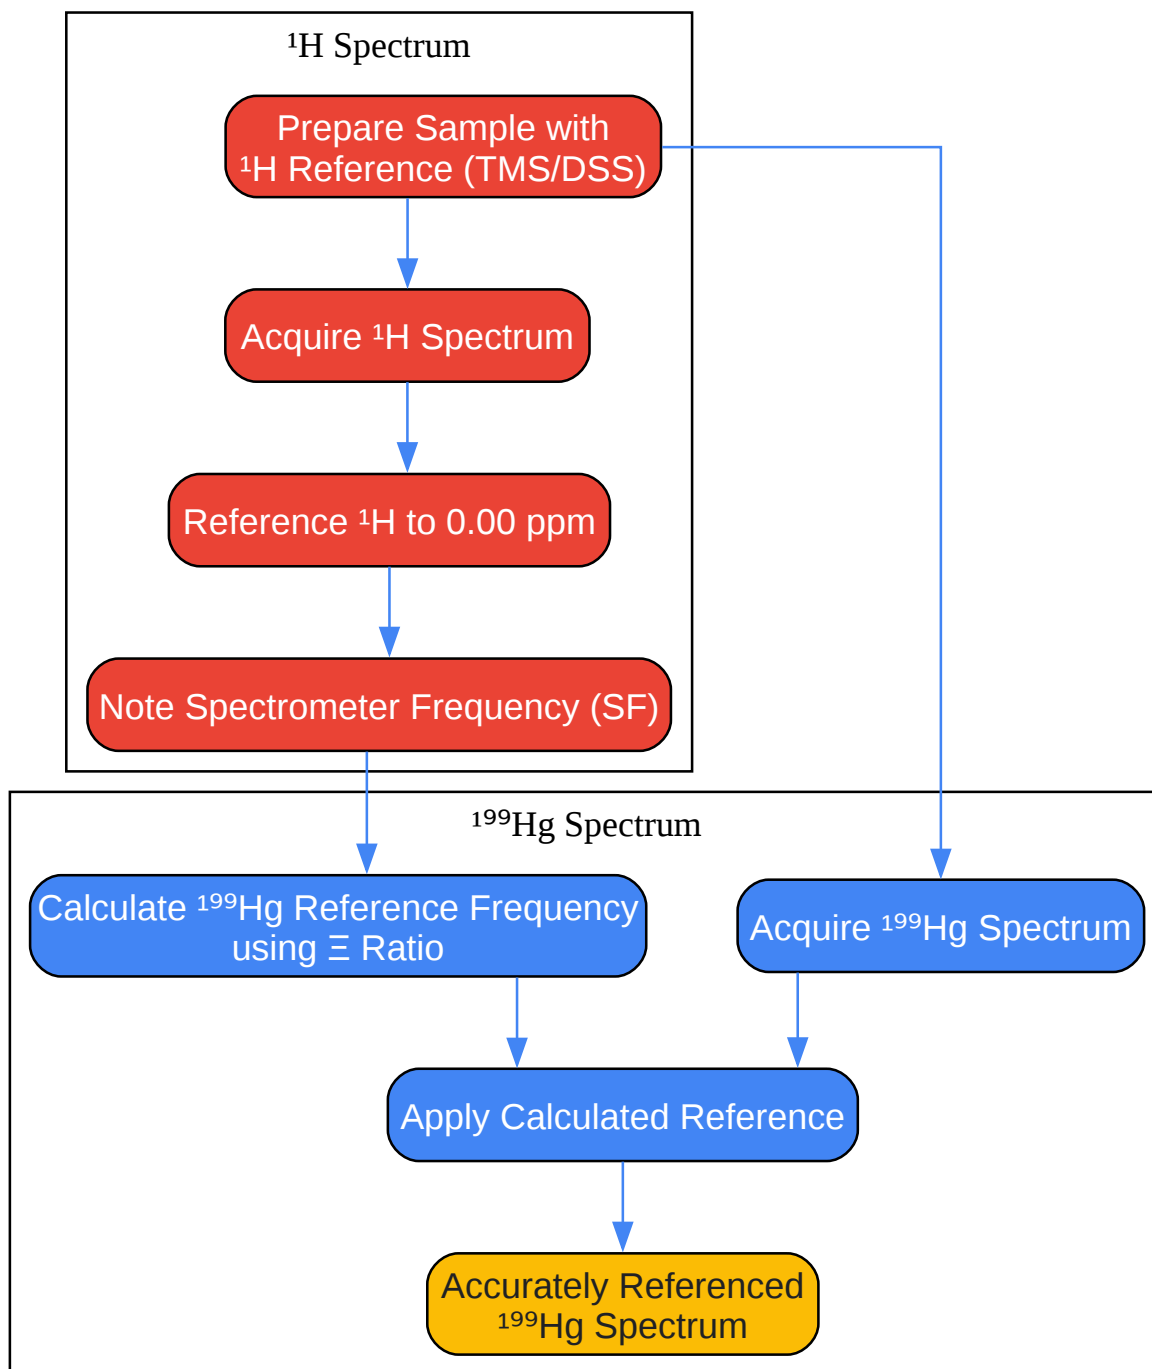 ¹H Spectrum
Prepare Sample with
¹H Reference (TMS/DSS)
Acquire ¹H Spectrum
Reference ¹H to 0.00 ppm
Note Spectrometer Frequency (SF)
¹⁹⁹Hg Spectrum
Calculate ¹⁹⁹Hg Reference Frequency
using Ξ Ratio
Acquire ¹⁹⁹Hg Spectrum
Apply Calculated Reference
Accurately Referenced
¹⁹⁹Hg Spectrum